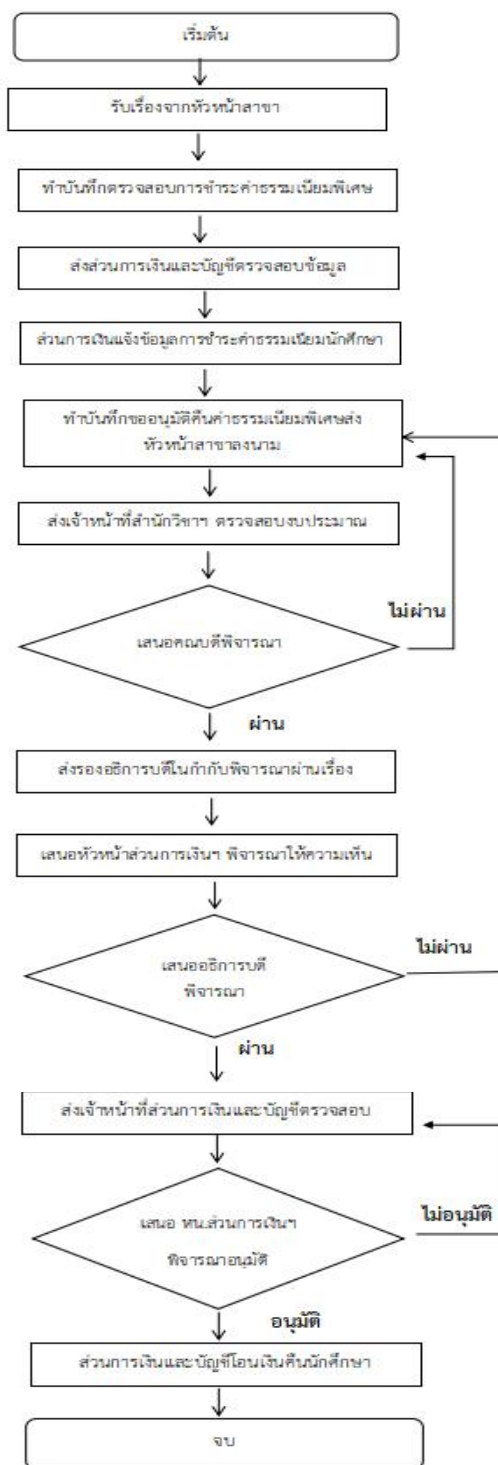 เริ่มต้น
รับเรื่องจากหัวหน้าสาขา
ทำบันทึกตรวจสอบการชำระค่าธรรมเนียมพิเศษ
ส่งส่วนการเงินและบัญชีตรวจสอบข้อมูล
ส่วนการเงินแจ้งข้อมูลการชำระค่าธรรมเนียมนักศึกษา
ทำบันทึกขออนุมัติคืนค่าธรรมเนียมพิเศษส่ง
หัวหน้าสาขาลงนาม
ส่งเจ้าหน้าที่สำนักวิชาฯ ตรวจสอบงบประมาณ
ไม่ผ่าน
เสนอคณบดีพิจารณา
ผ่าน
ส่งรองอธิการบดีในกำกับพิจารณาผ่านเรื่อง
เสนอหัวหน้าส่วนการเงินฯ พิจารณาให้ความเห็น
ไม่ผ่าน
เสนออธิการบดี
พิจารณา
ผ่าน
ส่งเจ้าหน้าที่ส่วนการเงินและบัญชีตรวจสอบ
ไม่อนุมัติ
เสนอ หน.ส่วนการเงินฯ
พิจารณาอนุมัติ
อนุมัติ
ส่วนการเงินและบัญชีโอนเงินคืนนักศึกษา
จบ